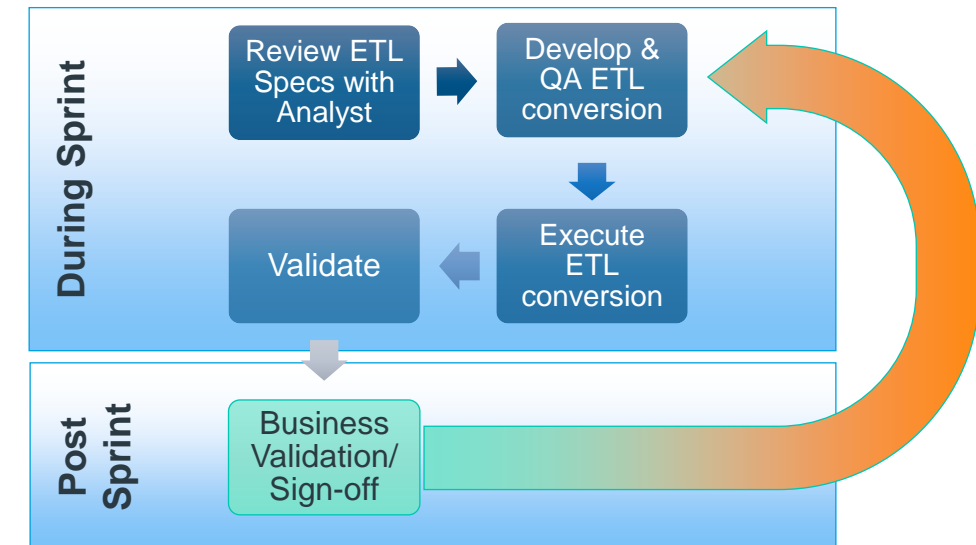 During Sprint
Review ETL
Specs with
Analyst
Develop &
QA ETL
conversion
Validate
Execute
ETL
conversion
Post
Sprint
Business
Validation/
Sign-off